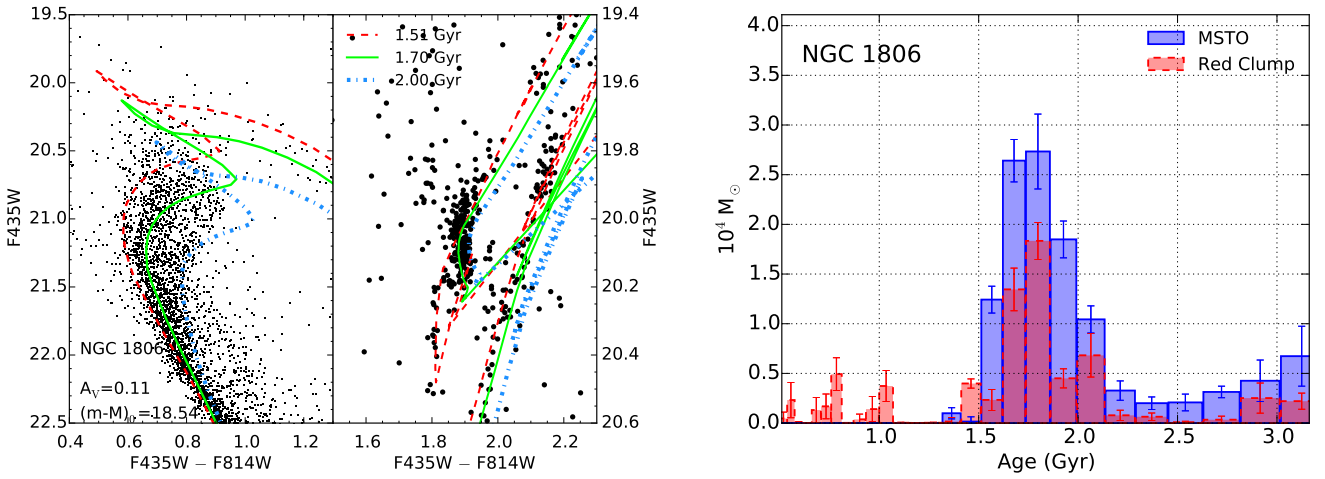 19.5
20.0
20.5
21.0
21.5
22.0
22.5
F435W
0.4 0.6 0.8 1.0 1.2
F435W − F814W
NGC 1806
A_V=0.11
(m-M)_0=18.54
1.51 Gyr
1.70 Gyr
2.00 Gyr
1.6 1.8 2.0 2.2
F435W − F814W
19.4
19.6
19.8
20.0
20.2
20.4
20.6
F435W
NGC 1806
MSTO
Red Clump
4.0
3.5
3.0
2.5
2.0
1.5
1.0
0.5
0.0
10⁴ M☉
1.0 1.5 2.0 2.5 3.0
Age (Gyr)